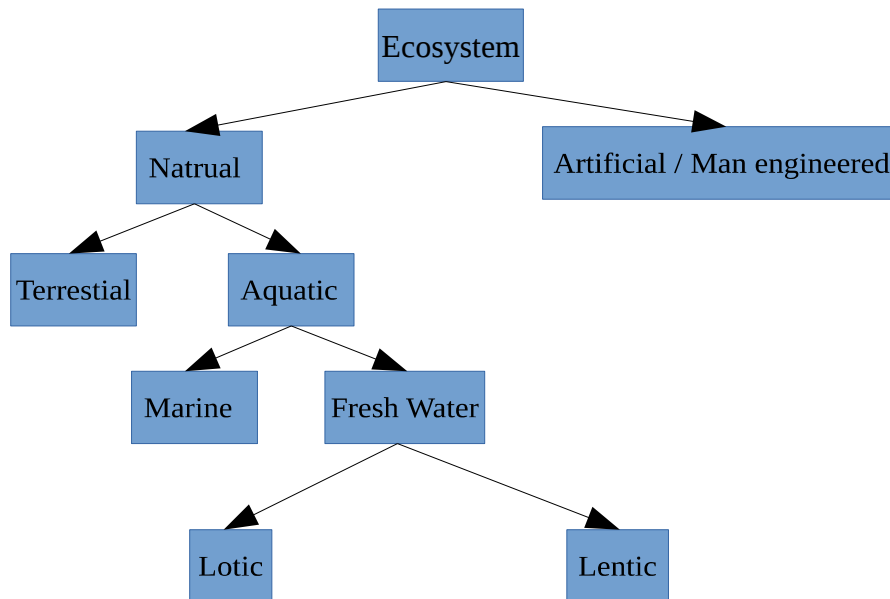 Ecosystem
Natrual
Artificial / Man engineered
Terrestial
Aquatic
Marine
Fresh Water
Lotic
Lentic